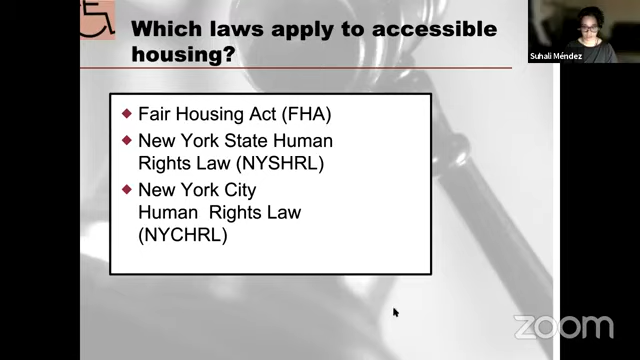 Which laws apply to accessible
housing?
Suhali Méndez
Fair Housing Act (FHA)
New York State Human
Rights Law (NYSHRL)
New York City
Human Rights Law
(NYCHRL)
zoom